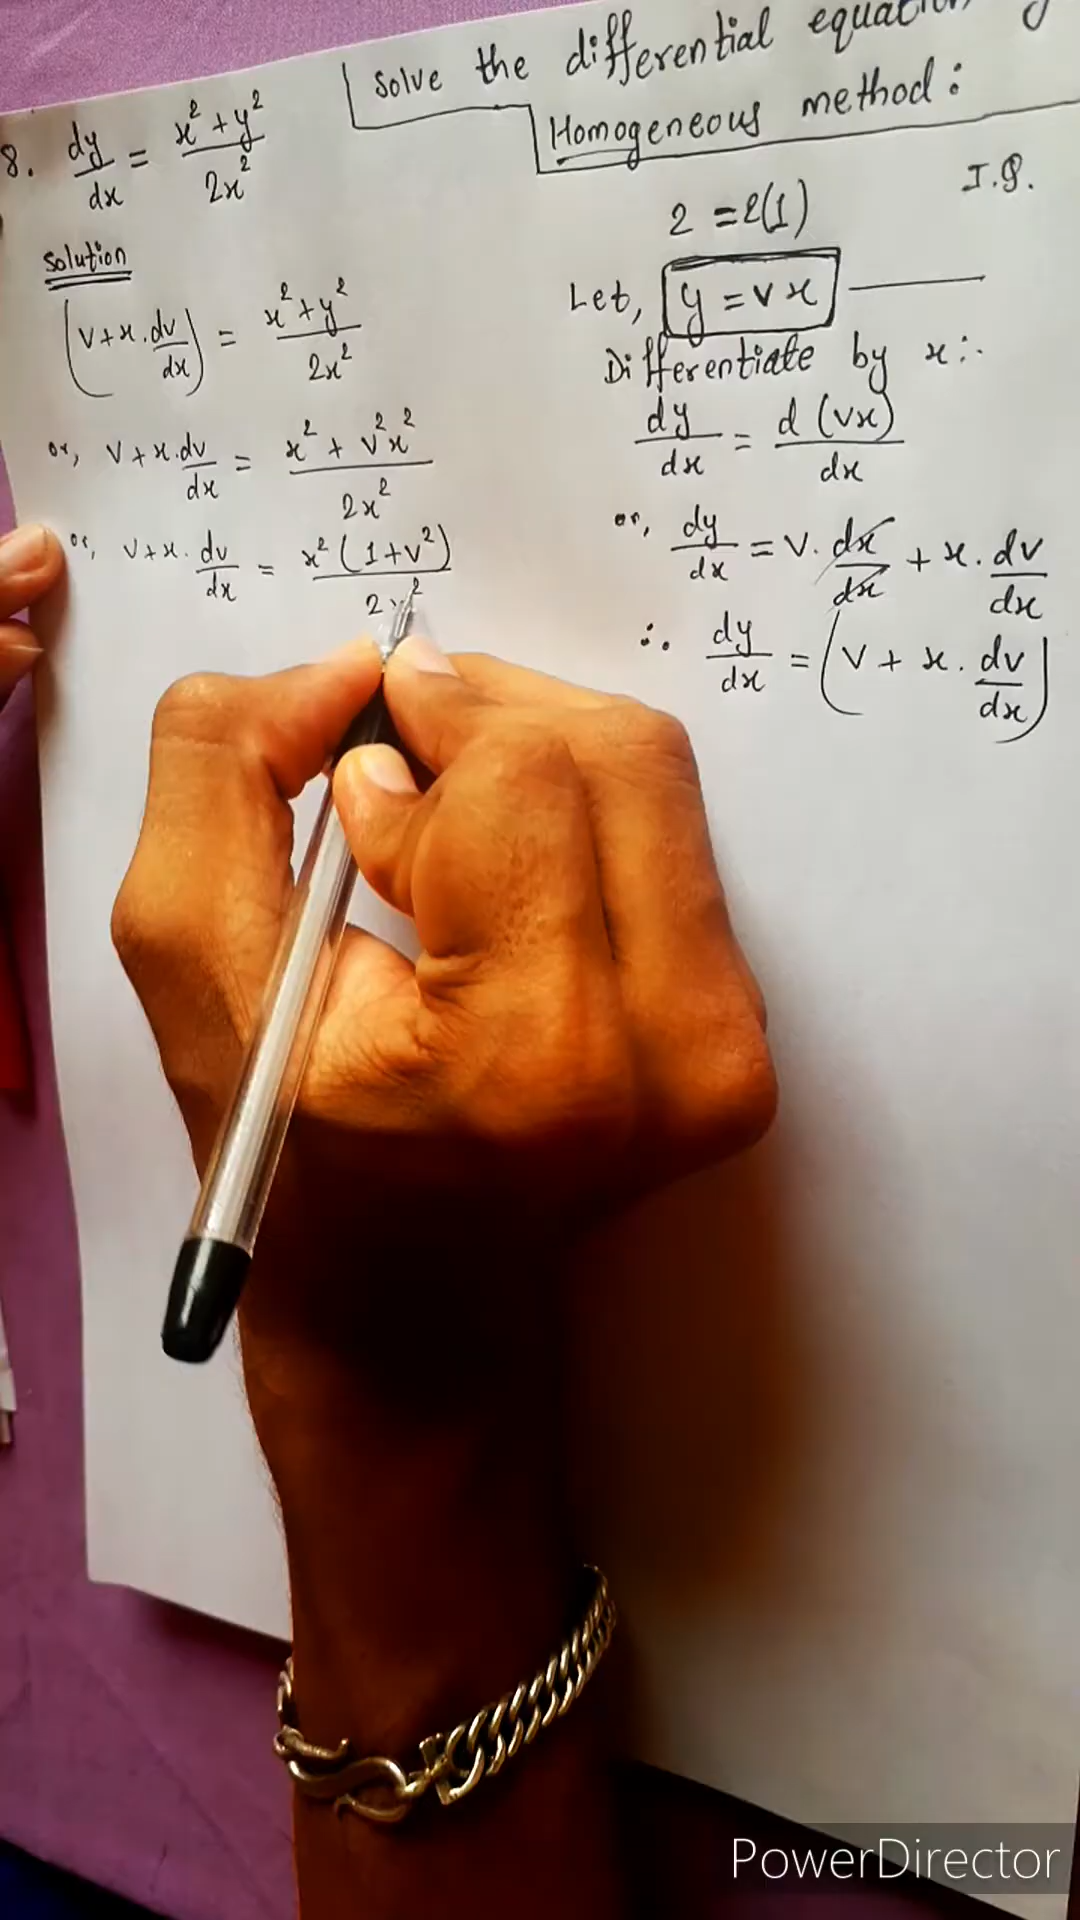 Solve the differential equation
Homogeneous method:
8. dy/dx = x²+y²/2x²
I.P.
2 = 2(1)
Solution
(v+x.dv/dx) = x²+y²/2x²
or, v+x.dv/dx = x² + v²x²/2x²
or, v+x.dv/dx = x²(1+v²)/2x²
Let, y = vx
Differentiate by x:.
dy/dx = d(vx)/dx
or, dy/dx = v.dx/dx + x.dv/dx
∴ dy/dx = (v + x.dv/dx)
PowerDirector